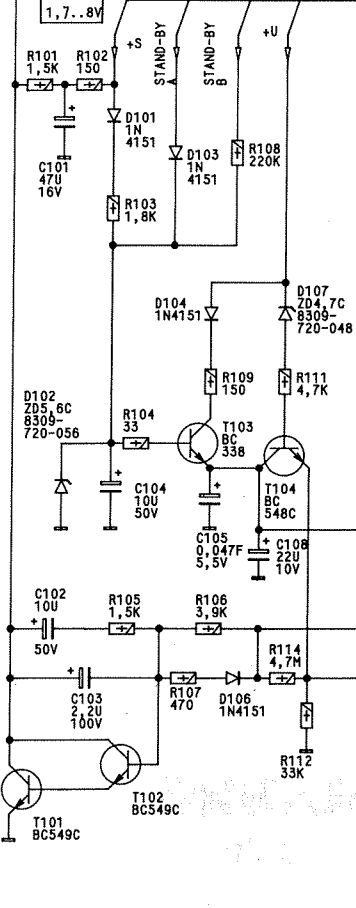 1,7..8V
+S
STAND-BY
A
STAND-BY
B
+U
R101
1,5K
R102
150
D101
1N
4151
D103
1N
4151
R108
220K
C101
47U
16V
R103
1,8K
D104
1N4151
D107
ZD4,7C
8309-
720-048
R109
150
R111
4,7K
D102
ZD5,6C
8309-
720-056
R104
33
T103
BC
338
T104
BC
548C
C104
10U
50V
C105
0,047F
5,5V
C108
22U
10V
C102
10U
50V
R105
1,5K
R106
3,9K
C103
2,2U
100V
R107
470
D106
1N4151
R114
4,7M
R112
33K
T102
BC549C
T101
BC549C